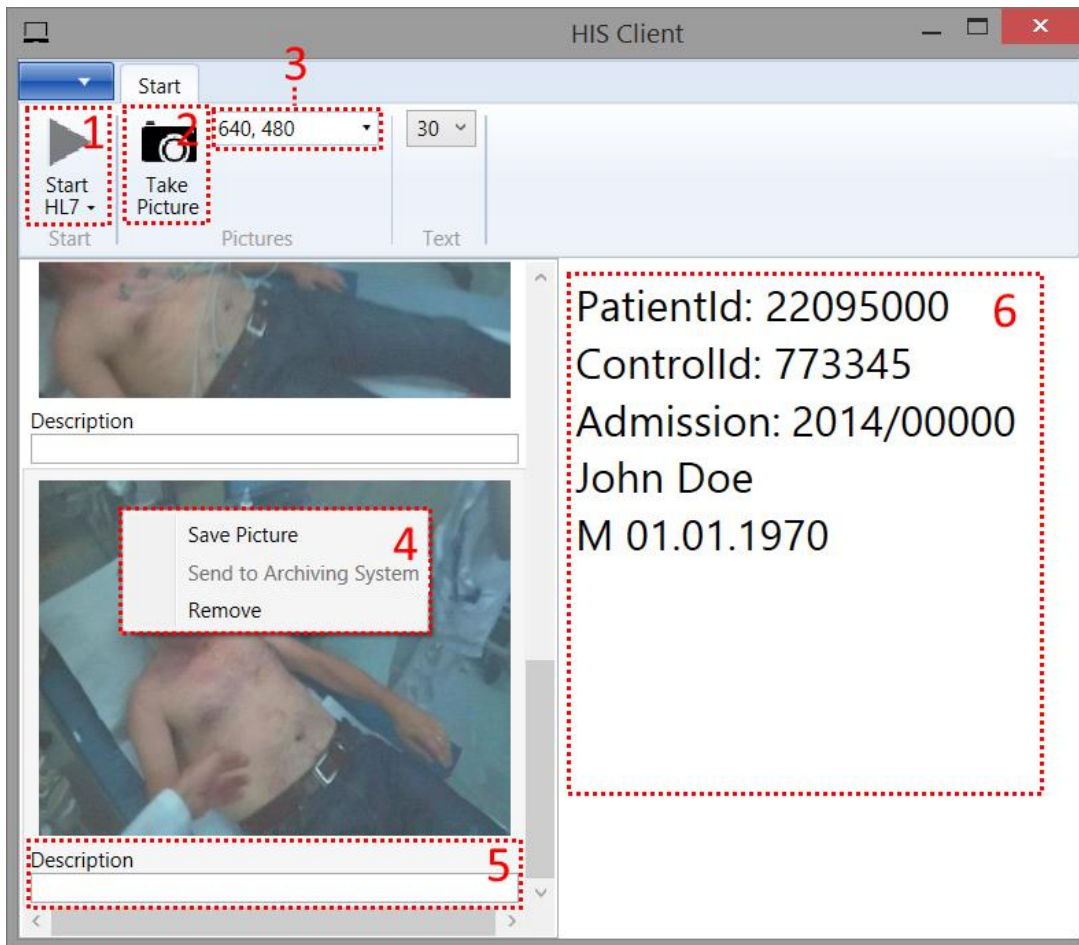 HIS Client
3
Start
1
2
640, 480
30
Start
HL7
Take
Picture
Start
Pictures
Text
Description
Save Picture
4
Send to Archiving System
Remove
Description
5
PatientId: 22095000
6
ControlId: 773345
Admission: 2014/00000
John Doe
M 01.01.1970